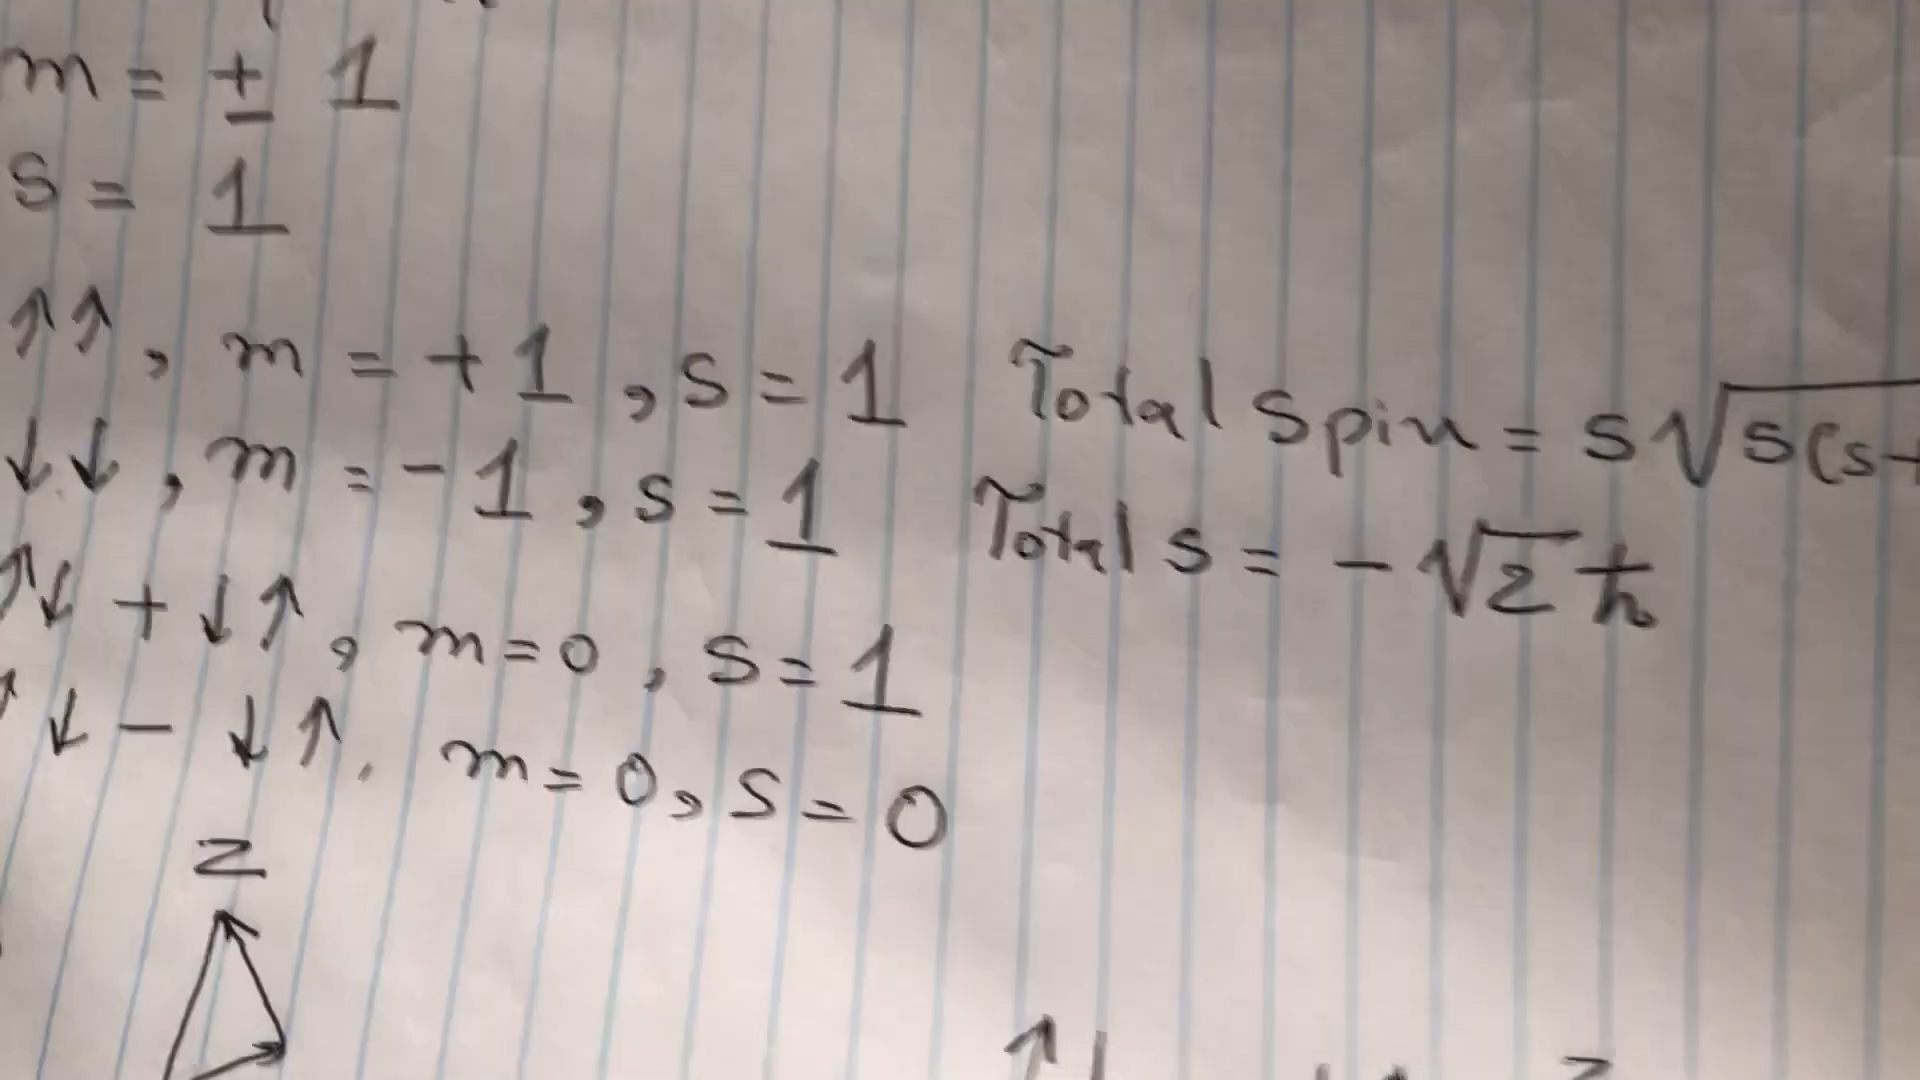 m = ± 1
s = 1
↑↑, m = +1, s = 1 Total Spin = s√s(s+
↓↓, m = -1, s = 1 Total s = -√2 ħ
↑↓ + ↓↑, m = 0, s = 1
↑↓ - ↓↑, m = 0, s = 0
z